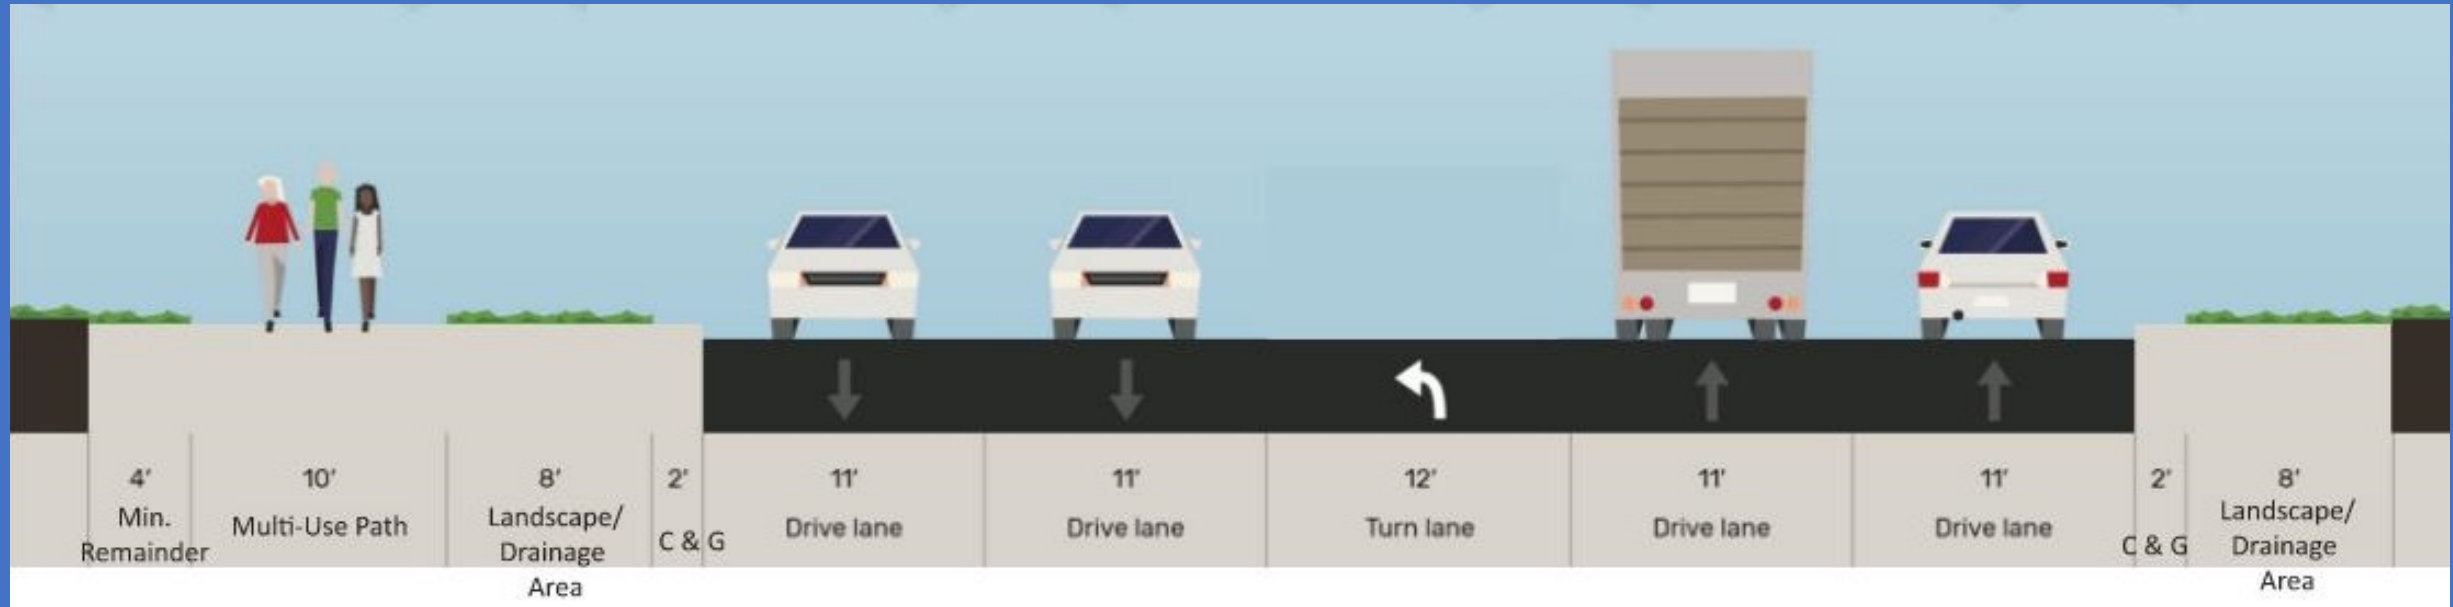 4’ 10’ 8’ 2’ 11’ 11’ 12’ 11’ 11’ 2’ 8’
Min.
Remainder
Multi-Use Path
Landscape/
Drainage
Area
C & G
Drive lane
Drive lane
Turn lane
Drive lane
Drive lane
C & G
Landscape/
Drainage
Area